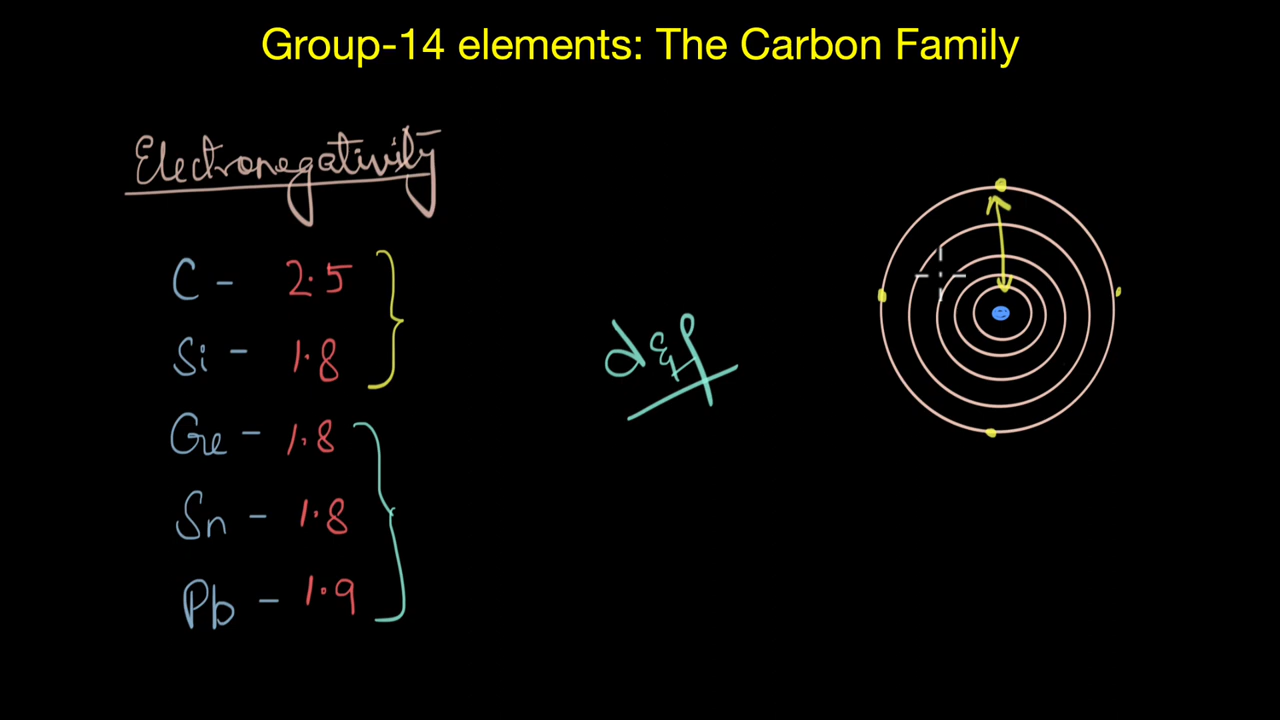 Group-14 elements: The Carbon Family
Electronegativity
C - 2.5
Si - 1.8
Ge - 1.8
Sn - 1.8
Pb - 1.9
d & f